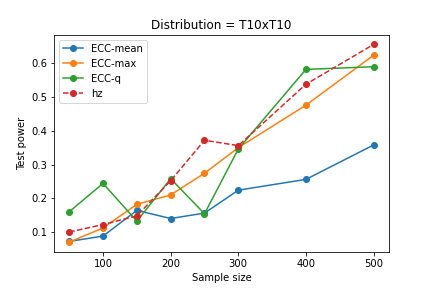 Distribution = T10xT10
ECC-mean
ECC-max
ECC-q
hz
Test power
0.6
0.5
0.4
0.3
0.2
0.1
100
200
300
400
500
Sample size